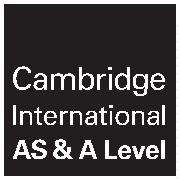 Cambridge
International
AS & A Level